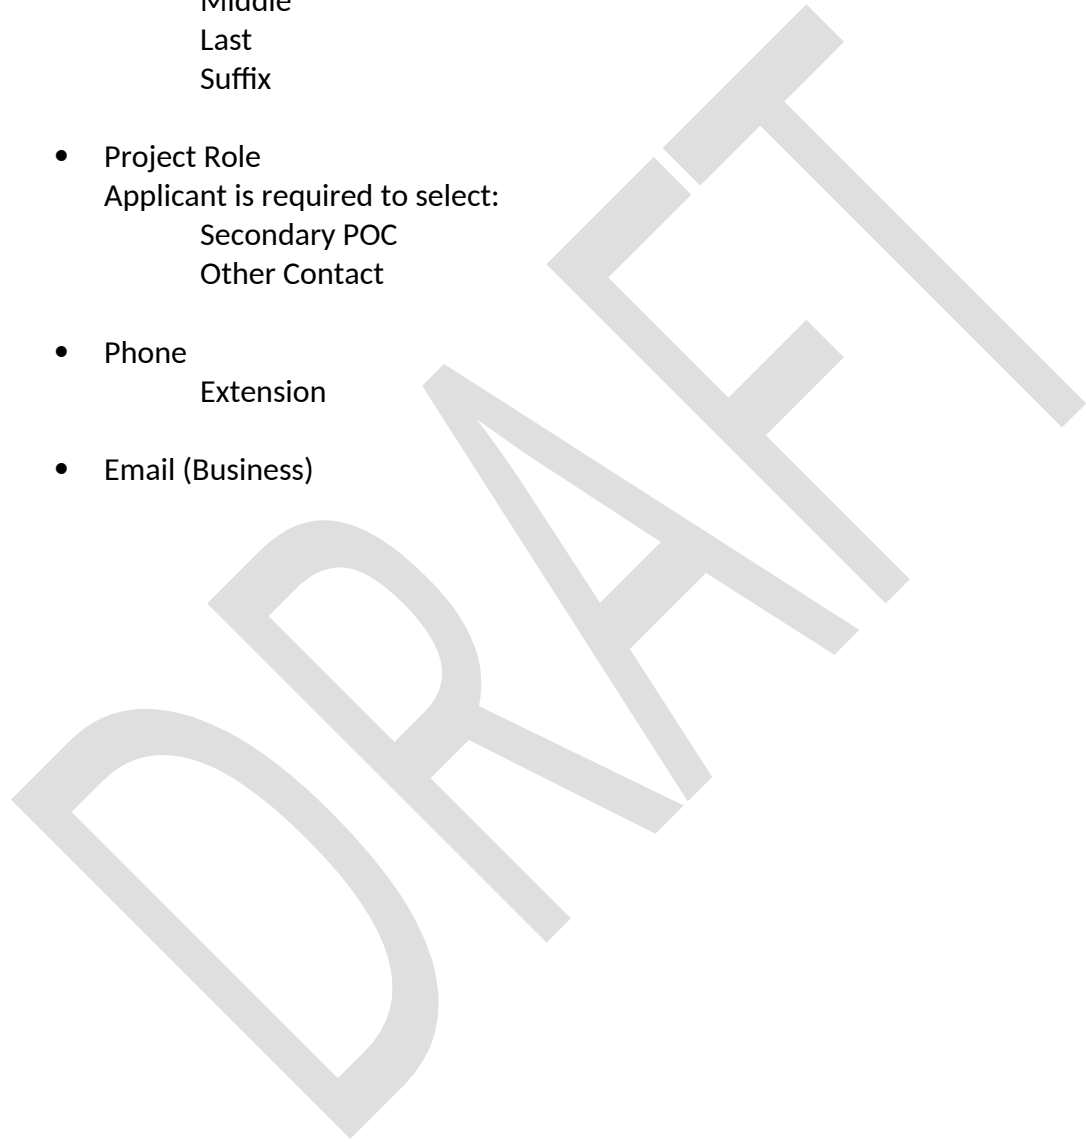 Middle
Last
Suffix
• Project Role
Applicant is required to select:
Secondary POC
Other Contact
• Phone
Extension
• Email (Business)
DRAFT